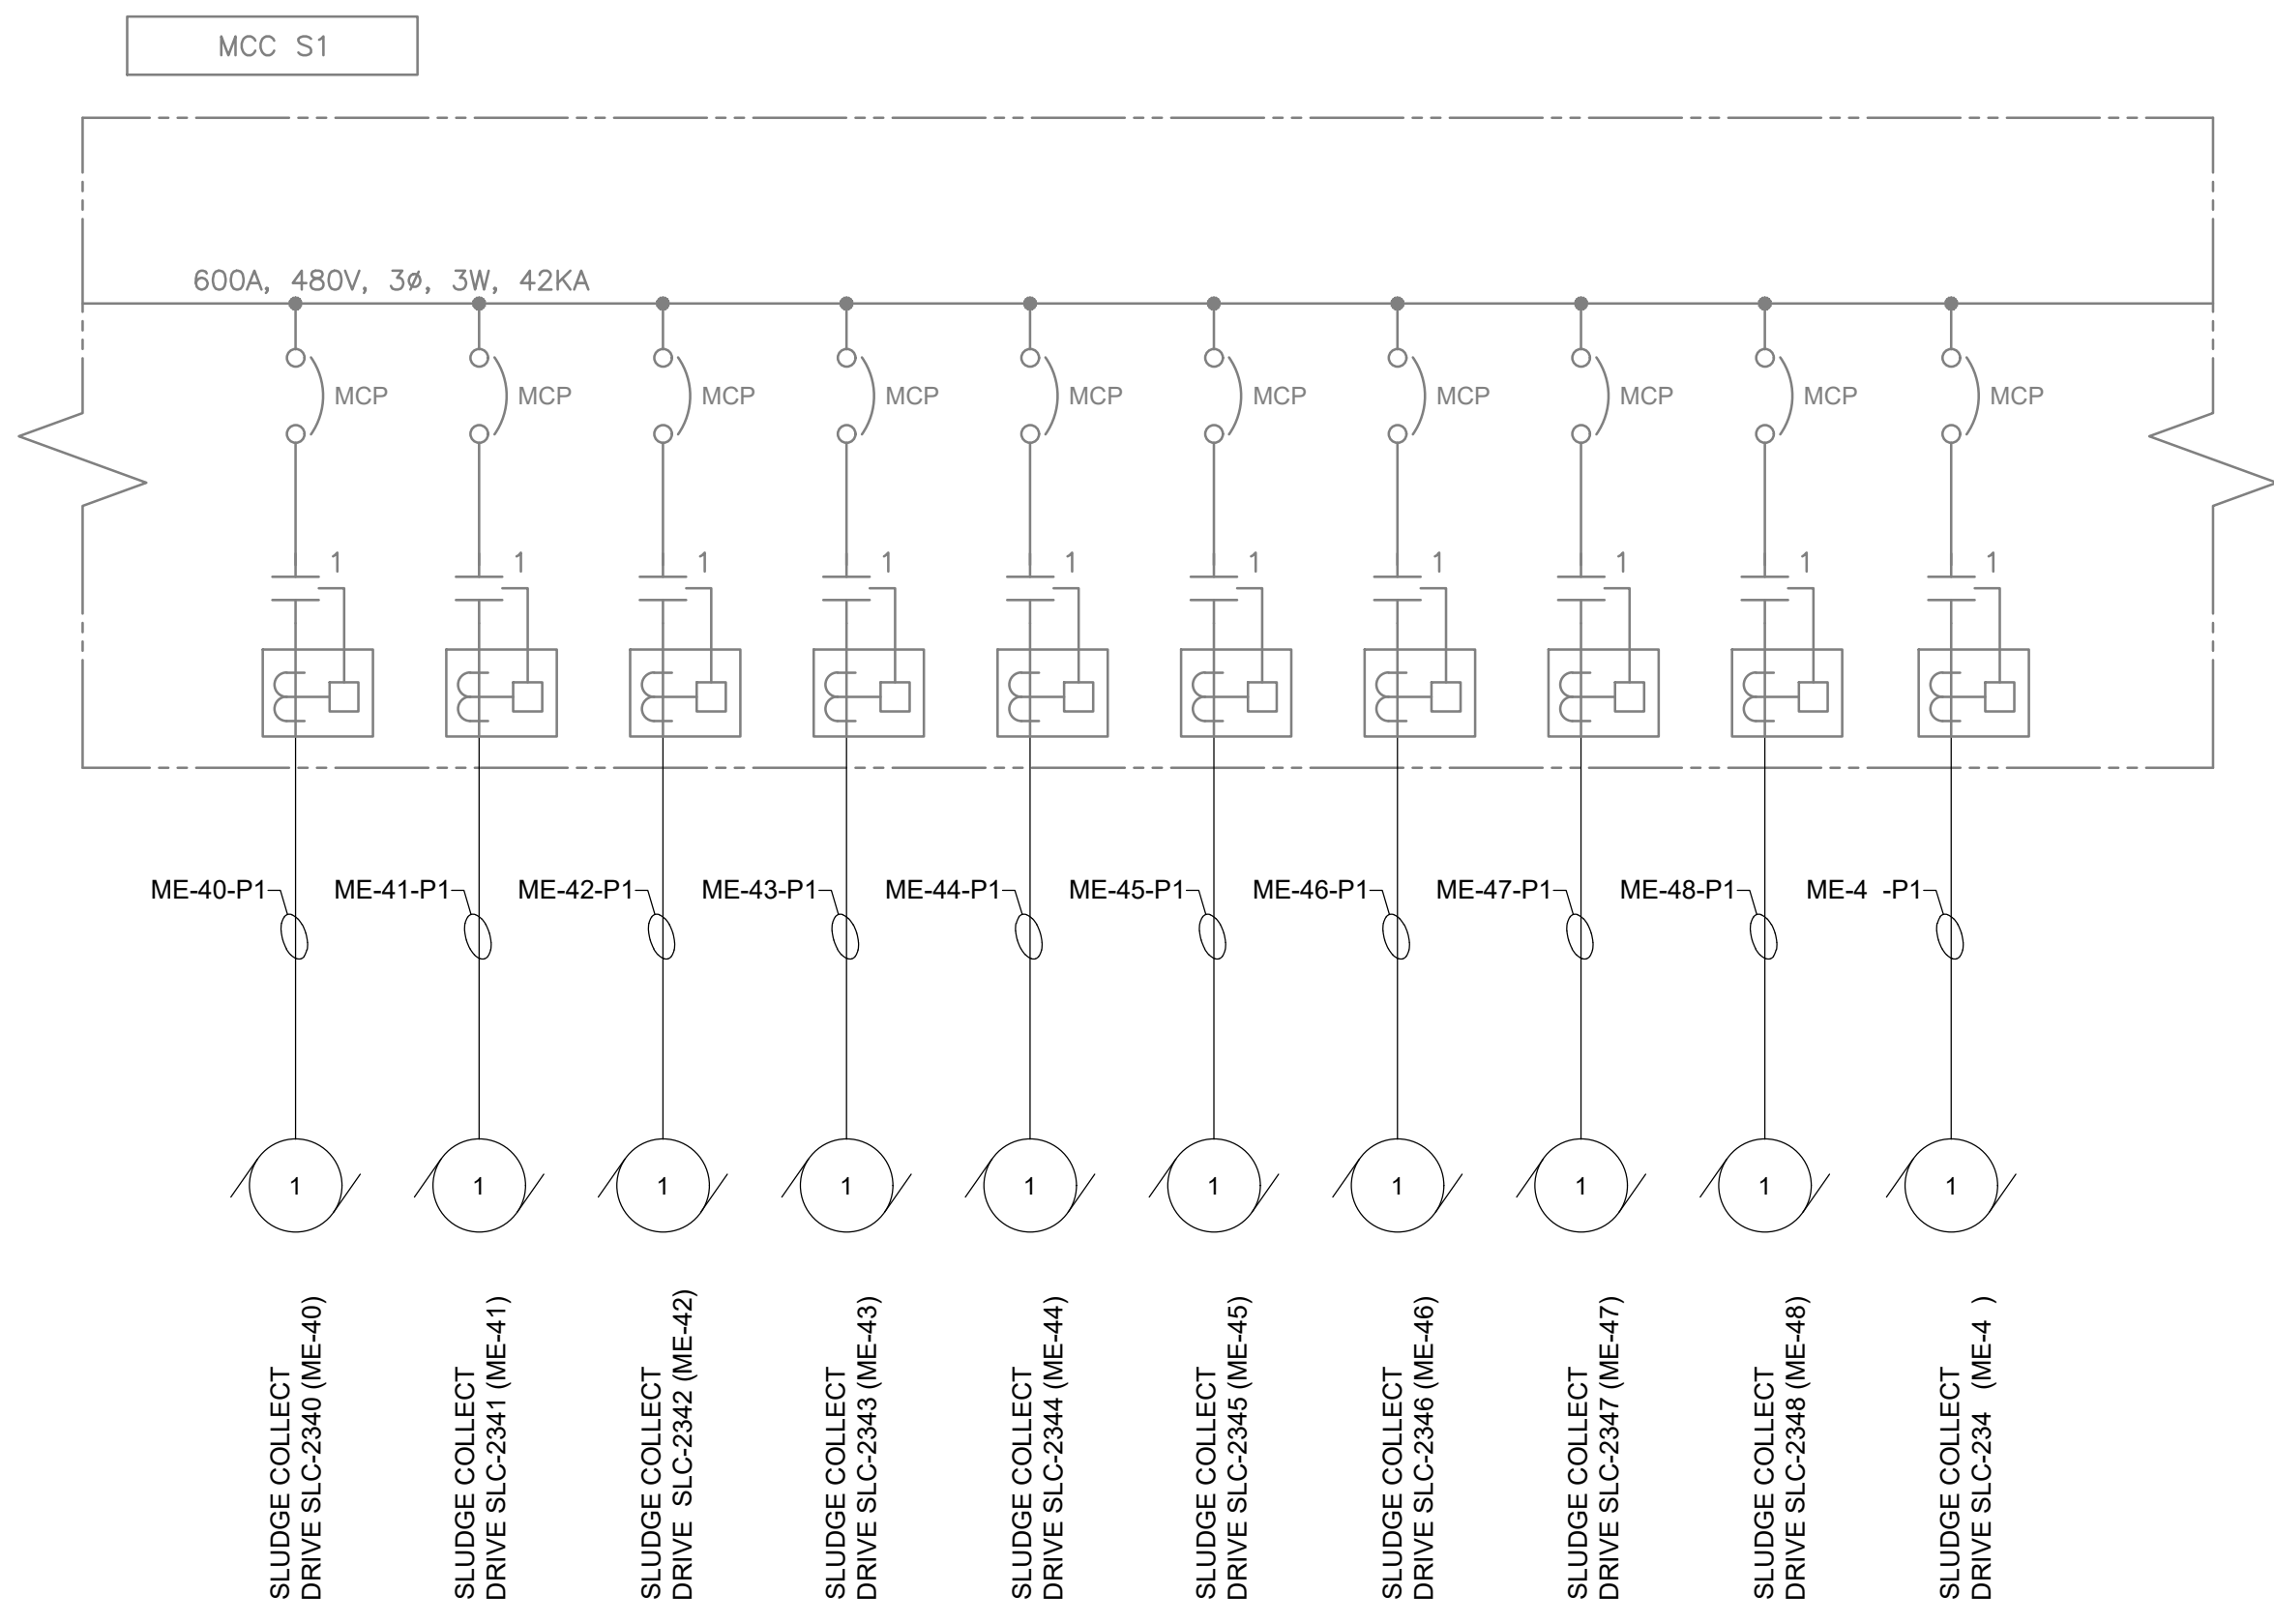 MCC S1
600A, 480V, 3ø, 3W, 42KA
MCP MCP MCP MCP MCP MCP MCP MCP MCP MCP
1 1 1 1 1 1 1 1 1 1
ME-40-P1 ME-41-P1 ME-42-P1 ME-43-P1 ME-44-P1 ME-45-P1 ME-46-P1 ME-47-P1 ME-48-P1 ME-4 -P1
1 1 1 1 1 1 1 1 1 1
SLUDGE COLLECT
DRIVE SLC-2340 (ME-40)
SLUDGE COLLECT
DRIVE SLC-2341 (ME-41)
SLUDGE COLLECT
DRIVE SLC-2342 (ME-42)
SLUDGE COLLECT
DRIVE SLC-2343 (ME-43)
SLUDGE COLLECT
DRIVE SLC-2344 (ME-44)
SLUDGE COLLECT
DRIVE SLC-2345 (ME-45)
SLUDGE COLLECT
DRIVE SLC-2346 (ME-46)
SLUDGE COLLECT
DRIVE SLC-2347 (ME-47)
SLUDGE COLLECT
DRIVE SLC-2348 (ME-48)
SLUDGE COLLECT
DRIVE SLC-234 (ME-4 )